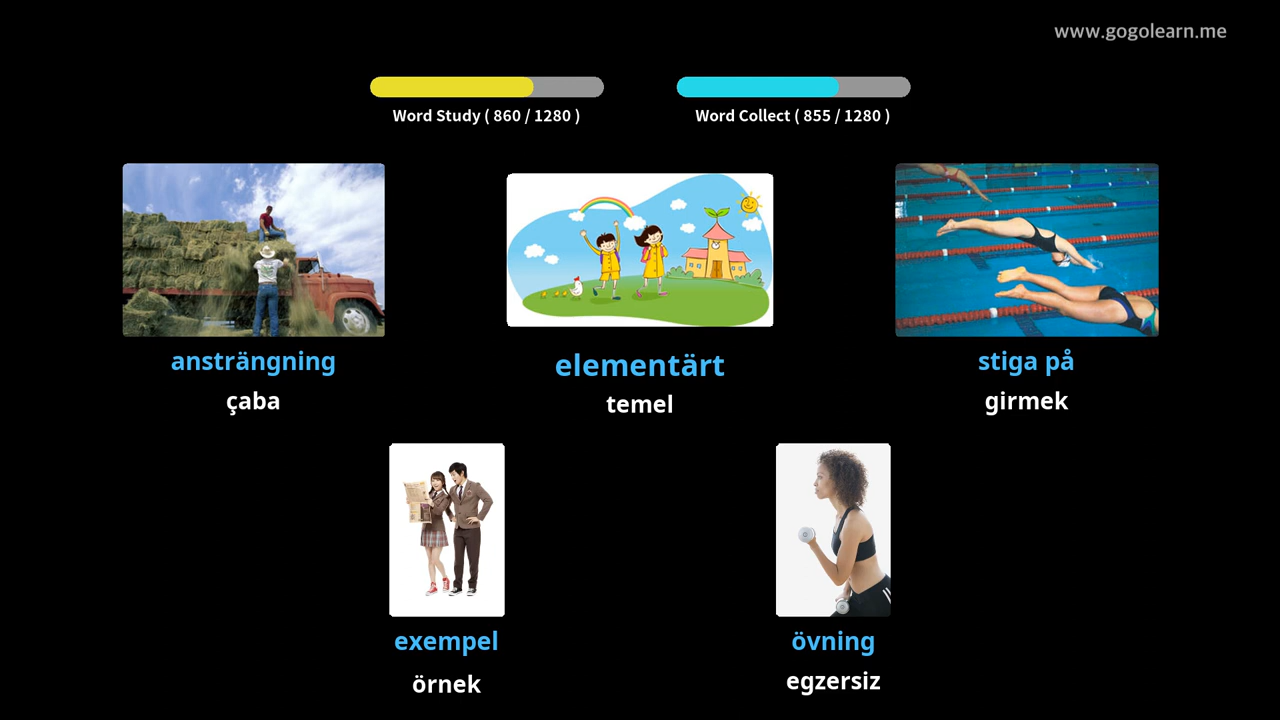 www.gogolearn.me
Word Study ( 860 / 1280 )
Word Collect ( 855 / 1280 )
ansträngning
çaba
elementärt
temel
stiga på
girmek
exempel
örnek
övning
egzersiz